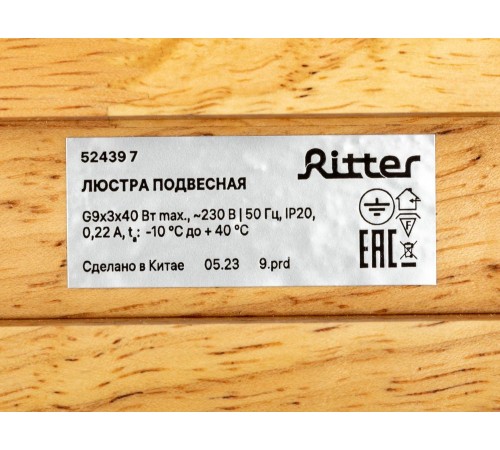 52439 7
Ritter
ЛЮСТРА ПОДВЕСНАЯ
G9x3x40 Вт max., ~230 В | 50 Гц, IP20,
0,22 А, tₐ: -10 °C до + 40 °C
Сделано в Китае 05.23 9.prd
F
EAC